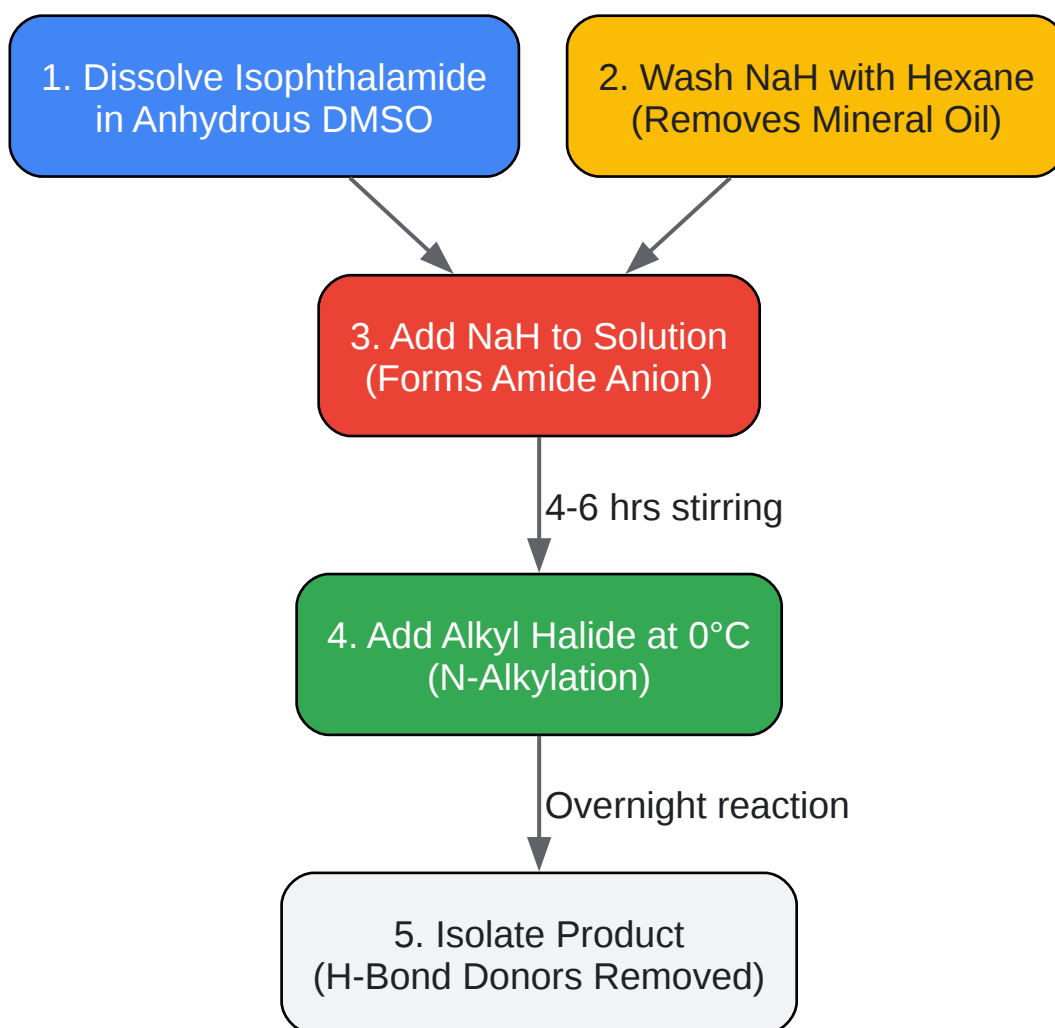 1. Dissolve Isophthalamide
in Anhydrous DMSO
2. Wash NaH with Hexane
(Removes Mineral Oil)
3. Add NaH to Solution
(Forms Amide Anion)
4-6 hrs stirring
4. Add Alkyl Halide at 0°C
(N-Alkylation)
Overnight reaction
5. Isolate Product
(H-Bond Donors Removed)